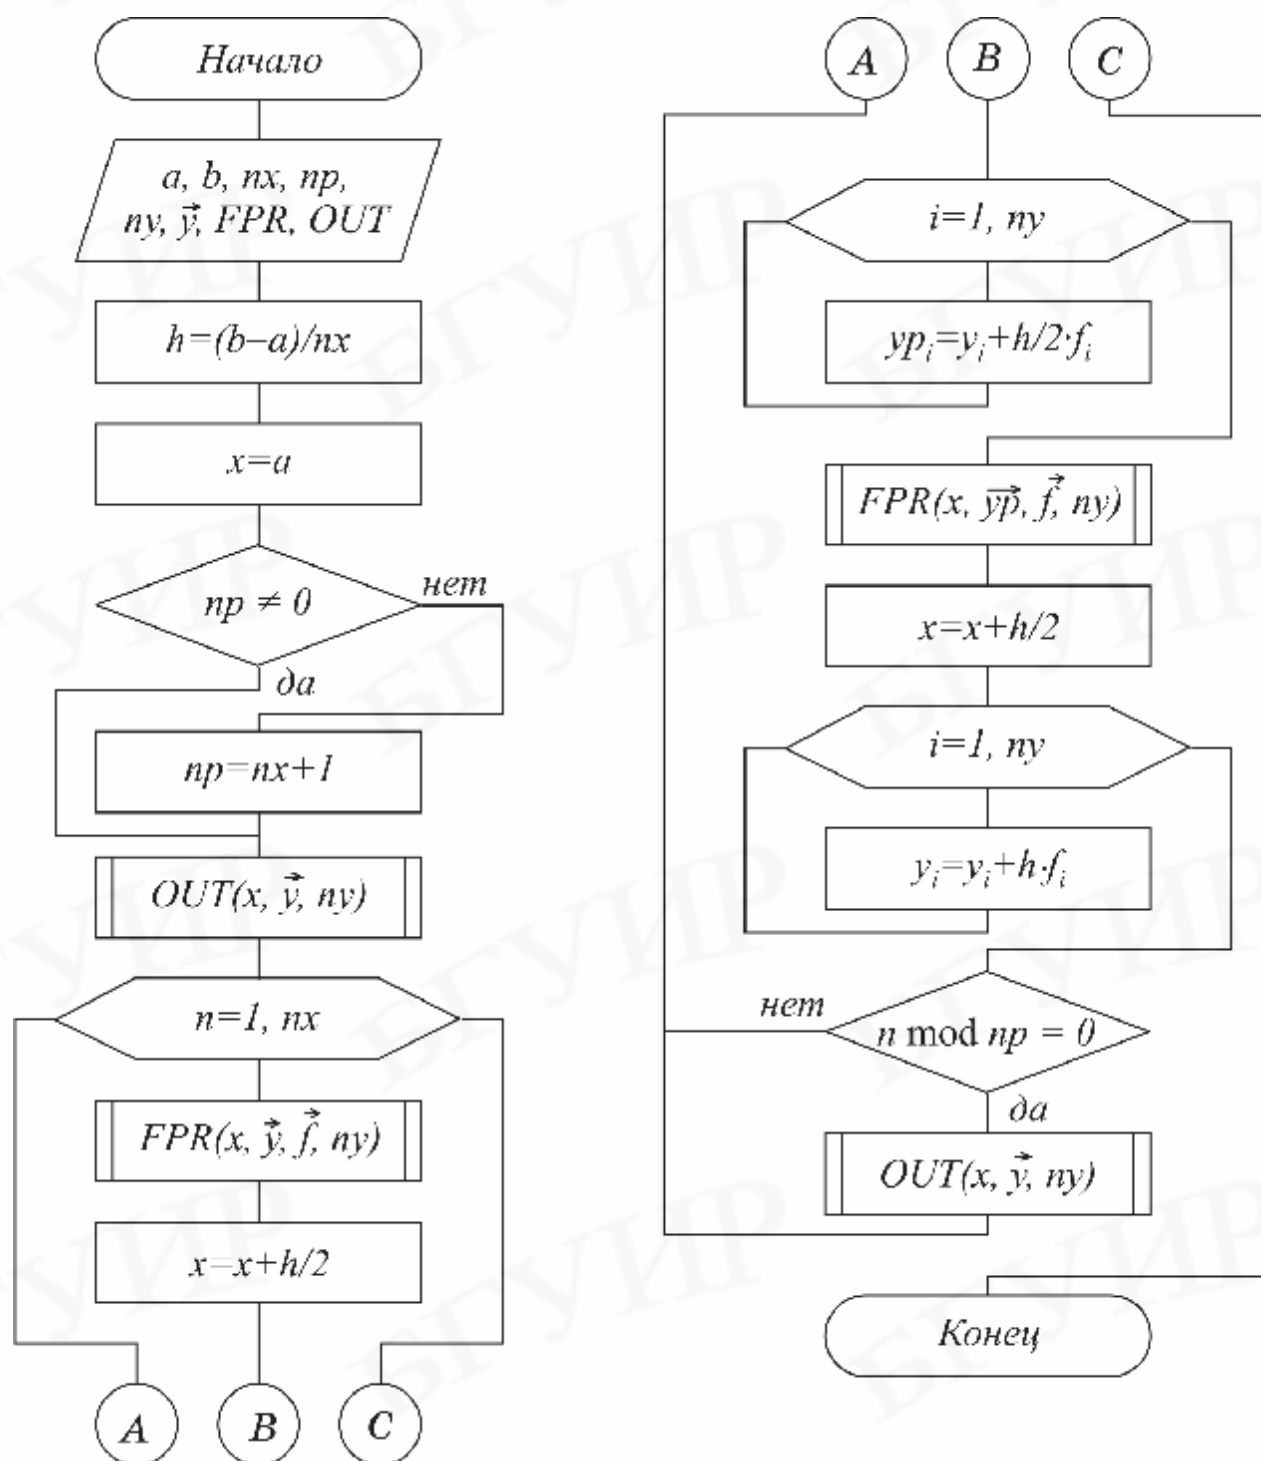 Начало
a, b, nx, np,
ny, y⃗, FPR, OUT
h=(b–a)/nx
x=a
np ≠ 0
нет
да
np=nx+1
OUT(x, y⃗, ny)
n=1, nx
FPR(x, y⃗, f⃗, ny)
x=x+h/2
A
B
C
A
B
C
i=1, ny
ypᵢ=yᵢ+h/2·fᵢ
FPR(x, yp⃗, f⃗, ny)
x=x+h/2
i=1, ny
yᵢ=yᵢ+h·fᵢ
нет
n mod np = 0
да
OUT(x, y⃗, ny)
Конец
БГУИР